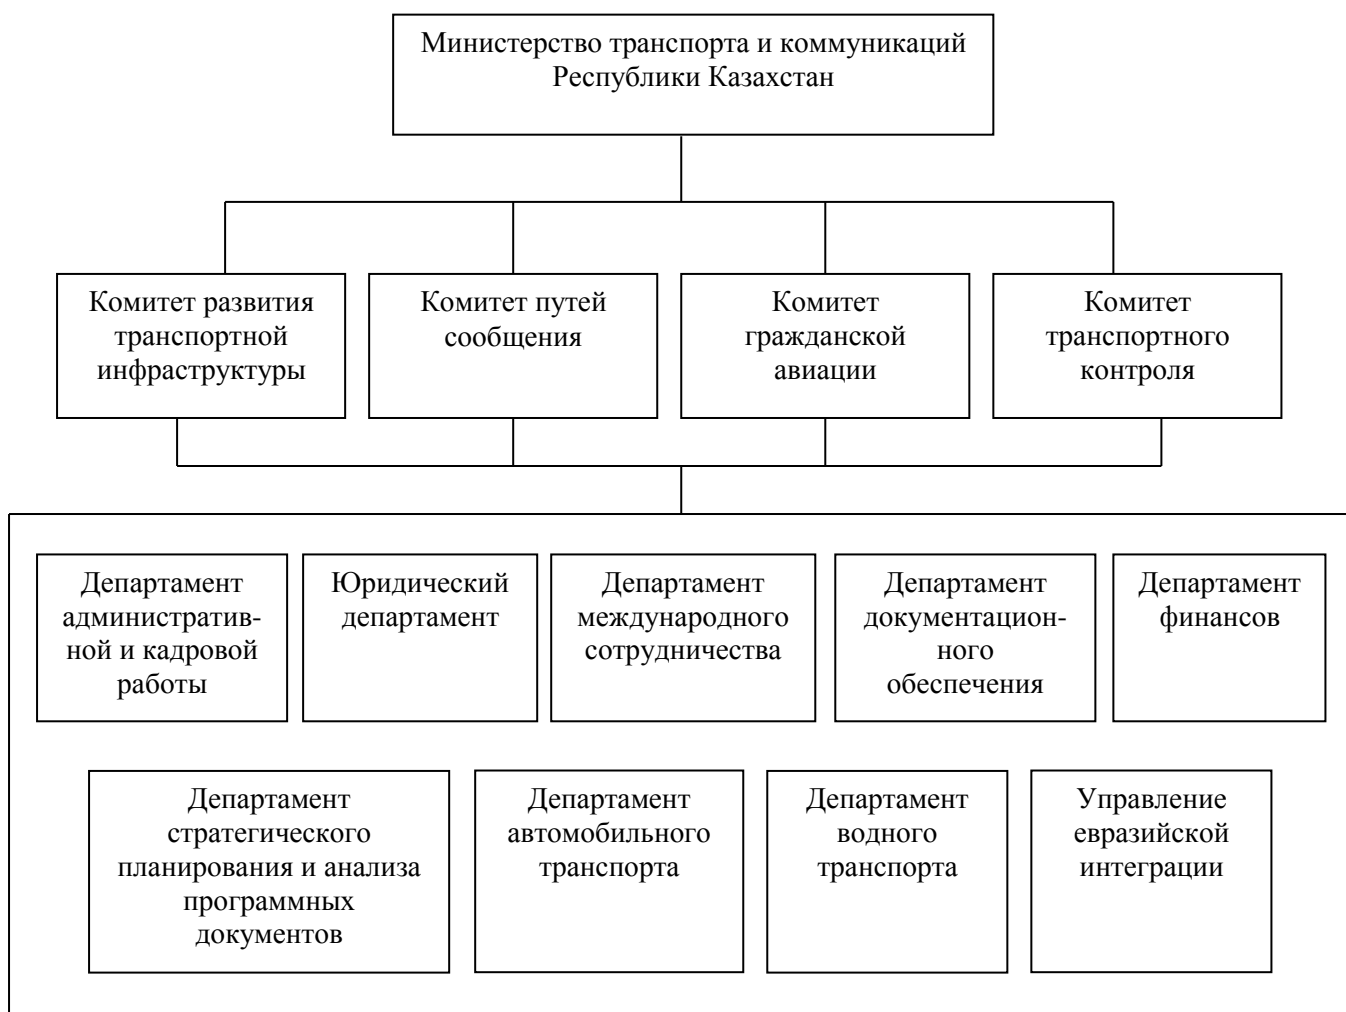 Министерство транспорта и коммуникаций
Республики Казахстан
Комитет развития
транспортной
инфраструктуры
Комитет путей
сообщения
Комитет
гражданской
авиации
Комитет
транспортного
контроля
Департамент
административ-
ной и кадровой
работы
Юридический
департамент
Департамент
международного
сотрудничества
Департамент
документацион-
ного
обеспечения
Департамент
финансов
Департамент
стратегического
планирования и анализа
программных
документов
Департамент
автомобильного
транспорта
Департамент
водного
транспорта
Управление
евразийской
интеграции